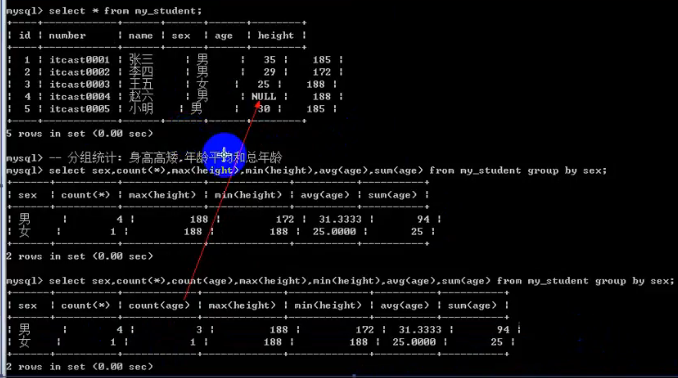 mysql> select * from my_student;
| id | number | name | sex | age | height |
| 1 | itcast0001 | 张三 | 男 | 35 | 185 |
| 2 | itcast0002 | 李四 | 男 | 29 | 172 |
| 3 | itcast0003 | 王五 | 女 | 25 | 188 |
| 4 | itcast0004 | 赵六 | 男 | NULL | 188 |
| 5 | itcast0005 | 小明 | 男 | 30 | 185 |
5 rows in set (0.00 sec)
mysql> -- 分组统计: 身高高矮,年龄平均和总年龄
mysql> select sex,count(*),max(height),min(height),avg(age),sum(age) from my_student group by sex;
| sex | count(*) | max(height) | min(height) | avg(age) | sum(age) |
| 男 | 4 | 188 | 172 | 31.3333 | 94 |
| 女 | 1 | 188 | 188 | 25.0000 | 25 |
2 rows in set (0.00 sec)
mysql> select sex,count(*),count(age),max(height),min(height),avg(age),sum(age) from my_student group by sex;
| sex | count(*) | count(age) | max(height) | min(height) | avg(age) | sum(age) |
| 男 | 4 | 3 | 188 | 172 | 31.3333 | 94 |
| 女 | 1 | 1 | 188 | 188 | 25.0000 | 25 |
2 rows in set (0.00 sec)